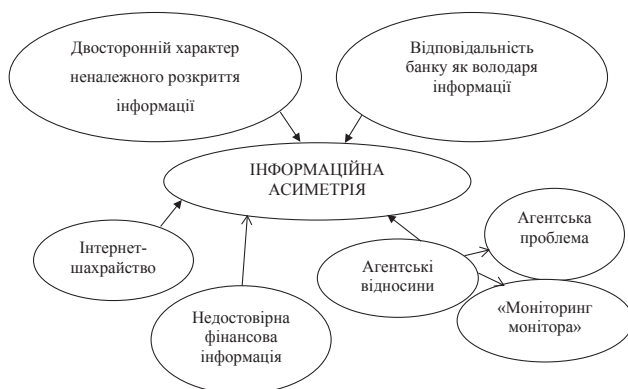 Двосторонній характер
неналежного розкриття
інформації
Відповідальність
банку як володаря
інформації
ІНФОРМАЦІЙНА
АСИМЕТРІЯ
Інтернет-
шахрайство
Недостовірна
фінансова
інформація
Агентські
відносини
Агентська
проблема
«Моніторинг
монітора»